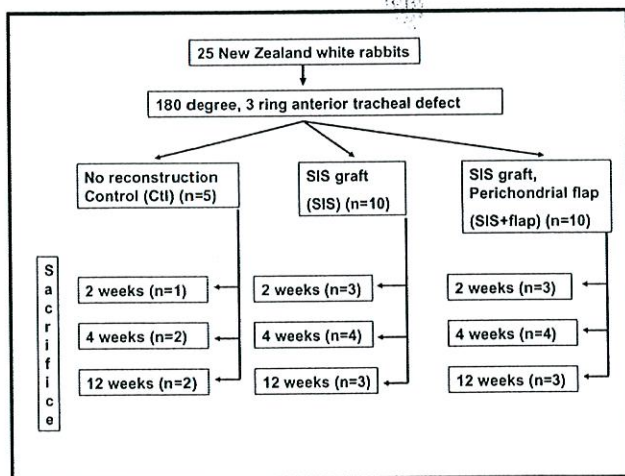 25 New Zealand white rabbits
180 degree, 3 ring anterior tracheal defect
No reconstruction
Control (Ctl) (n=5)
SIS graft
(SIS) (n=10)
SIS graft,
Perichondrial flap
(SIS+flap) (n=10)
Sacrifice
2 weeks (n=1)
2 weeks (n=3)
2 weeks (n=3)
4 weeks (n=2)
4 weeks (n=4)
4 weeks (n=4)
12 weeks (n=2)
12 weeks (n=3)
12 weeks (n=3)